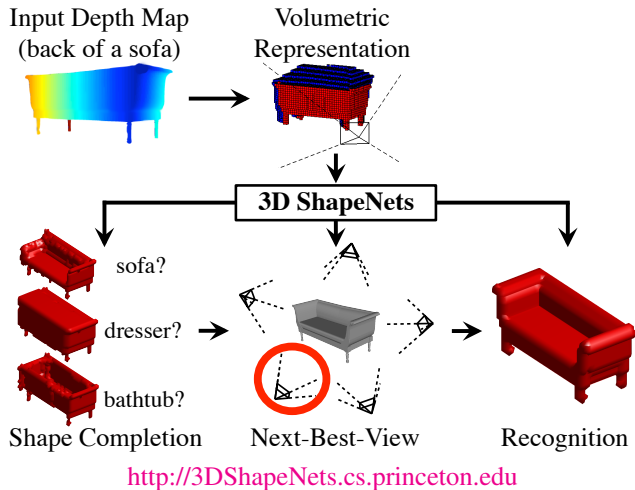 Input Depth Map
(back of a sofa)
Volumetric
Representation
3D ShapeNets
sofa?
dresser?
bathtub?
Shape Completion
Next-Best-View
Recognition
http://3DShapeNets.cs.princeton.edu